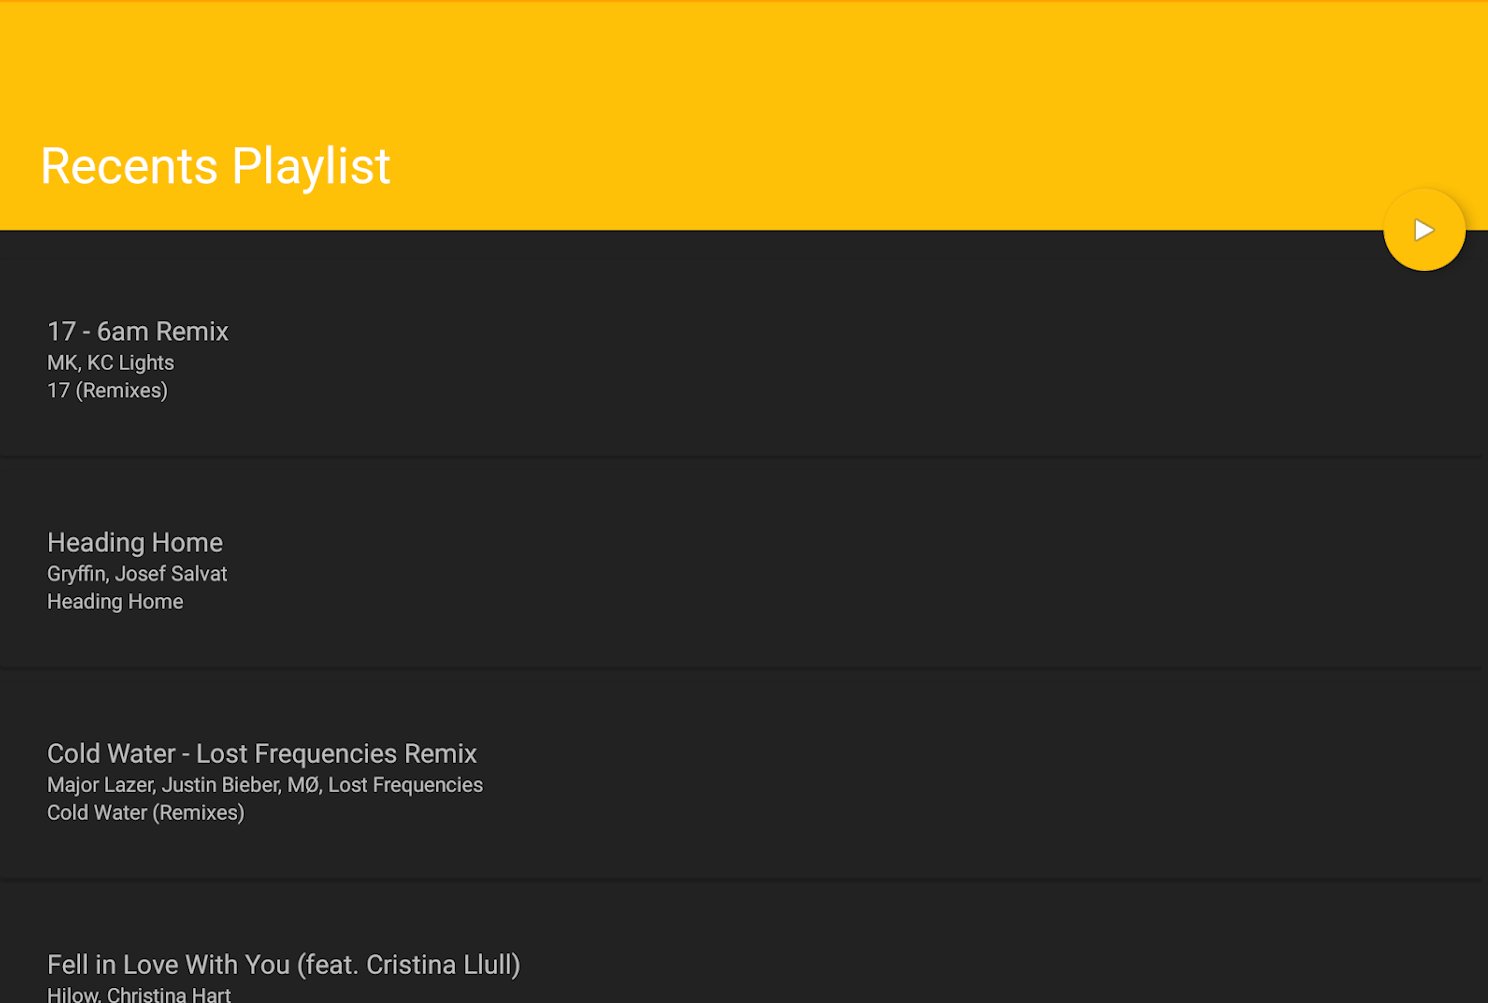 Recents Playlist
17 - 6am Remix
MK, KC Lights
17 (Remixes)
Heading Home
Gryffin, Josef Salvat
Heading Home
Cold Water - Lost Frequencies Remix
Major Lazer, Justin Bieber, MØ, Lost Frequencies
Cold Water (Remixes)
Fell in Love With You (feat. Cristina Llull)
Hilow, Christina Hart